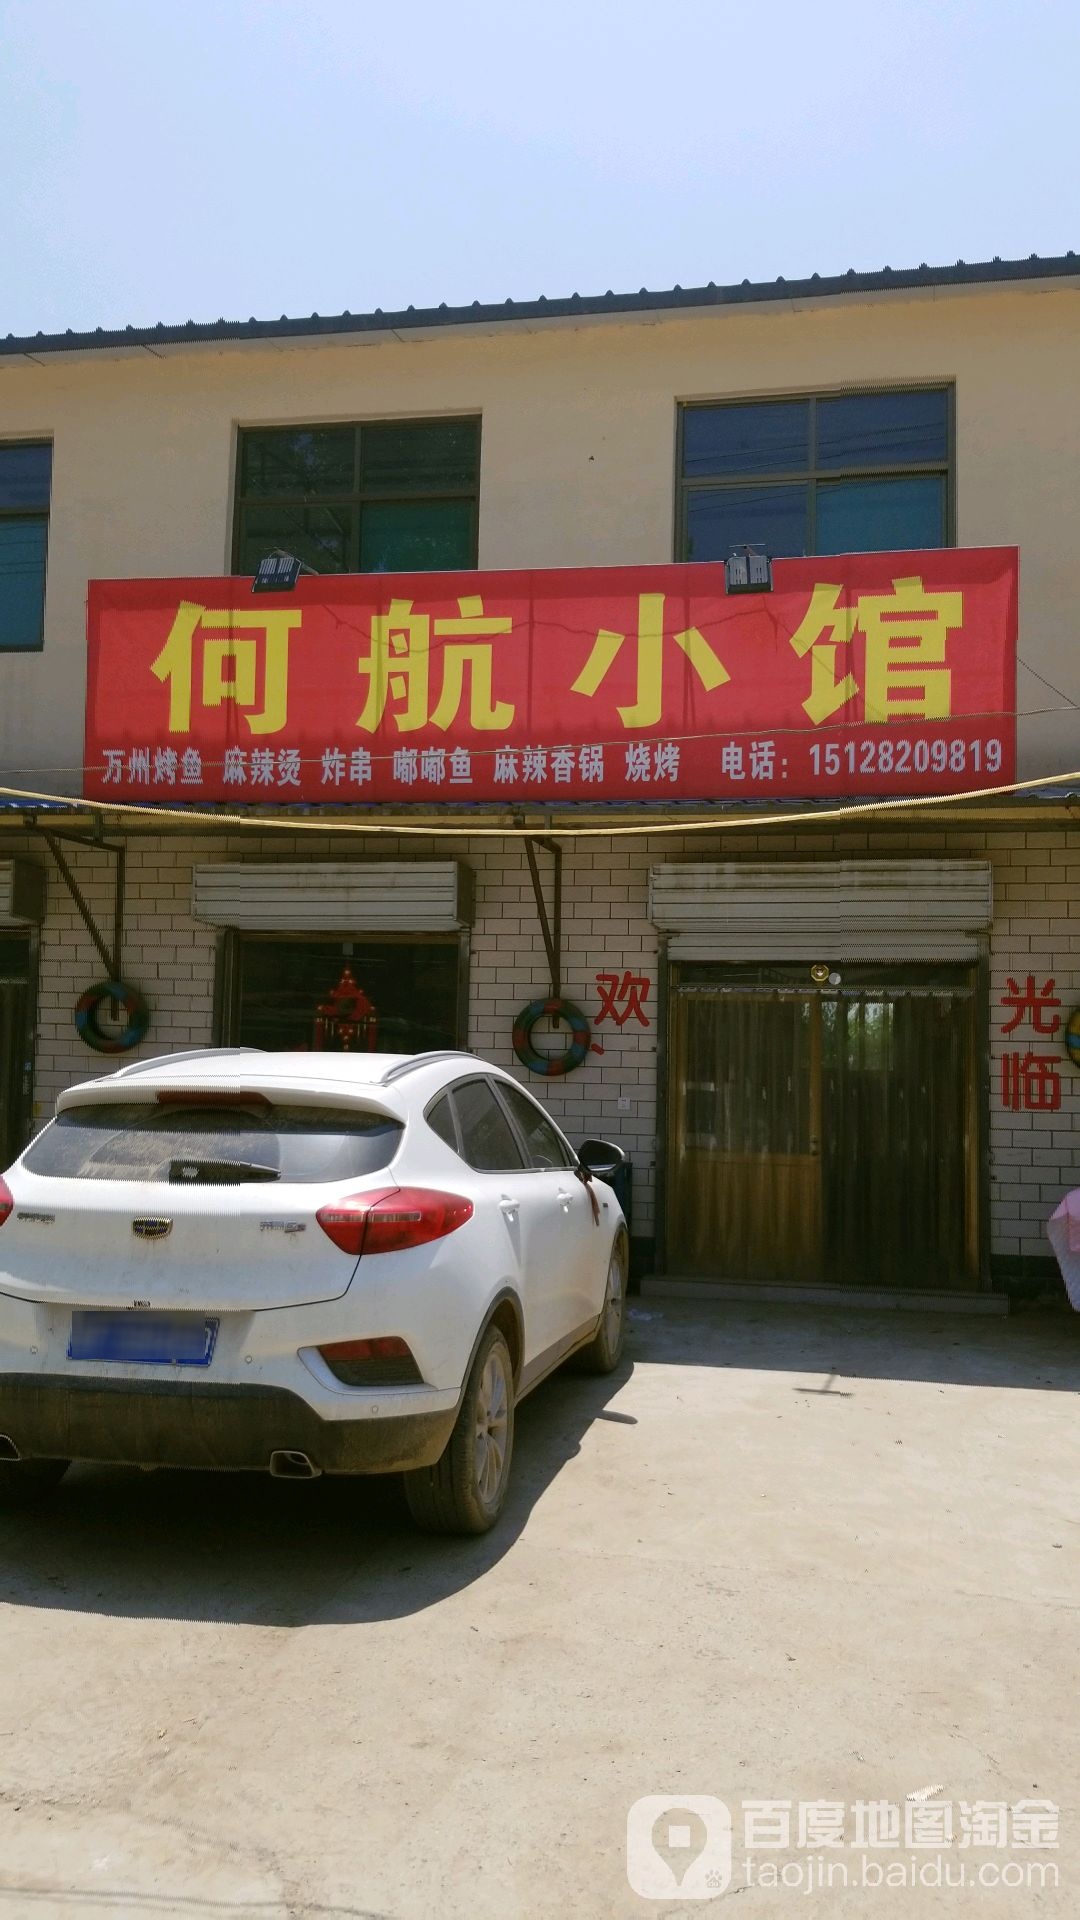 何航小馆
万州烤鱼 麻辣烫 炸串 嘟嘟鱼 麻辣香锅 烧烤 电话：15128209819
欢
光临
百度地图淘金
taojin.baidu.com